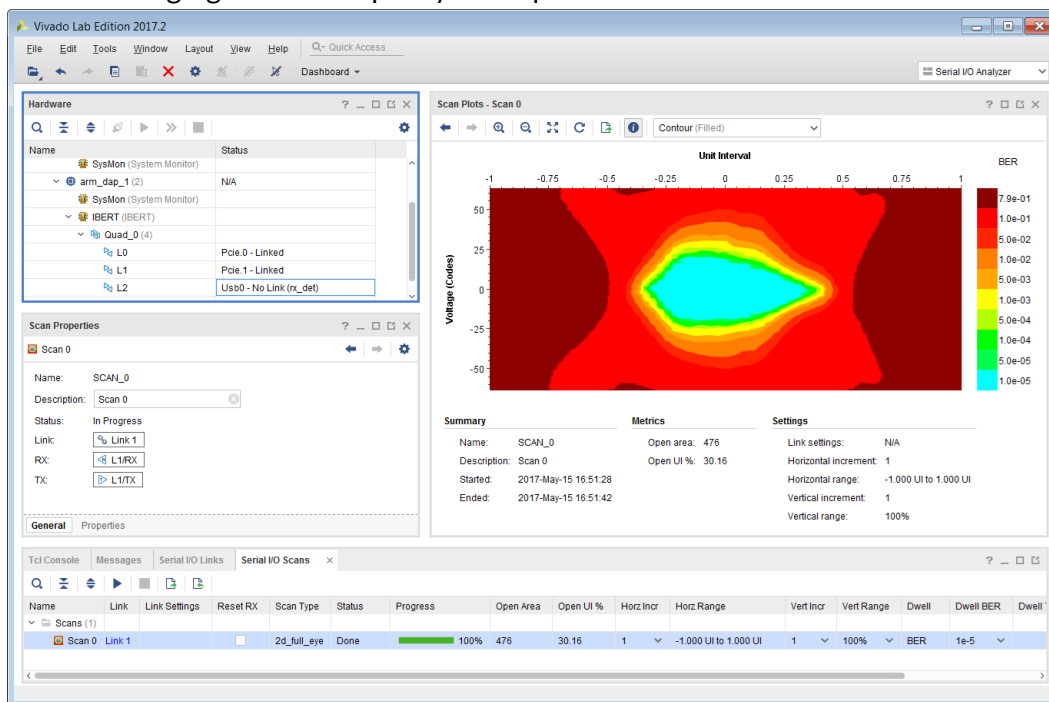 Vivado Lab Edition 2017.2
File Edit Tools Window Layout View Help Quick Access
Dashboard
Serial I/O Analyzer
Hardware
Name Status
SysMon (System Monitor)
arm_dap_1 (2) N/A
SysMon (System Monitor)
IBERT (IBERT)
Quad_0 (4)
L0 Pcie.0 - Linked
L1 Pcie.1 - Linked
L2 Usb0 - No Link (rx_det)
Scan Properties
Scan 0
Name: SCAN_0
Description: Scan 0
Status: In Progress
Link: Link 1
RX: L1/RX
TX: L1/TX
General Properties
Scan Plots - Scan 0
Contour (Filled)
Unit Interval
BER
-1 -0.75 -0.5 -0.25 0 0.25 0.5 0.75 1
Voltage (Codes)
50
25
0
-25
-50
7.9e-01
1.0e-01
5.0e-02
1.0e-02
5.0e-03
1.0e-03
5.0e-04
1.0e-04
5.0e-05
1.0e-05
Summary
Name: SCAN_0
Description: Scan 0
Started: 2017-May-15 16:51:28
Ended: 2017-May-15 16:51:42
Metrics
Open area: 476
Open UI %: 30.16
Settings
Link settings: N/A
Horizontal increment: 1
Horizontal range: -1.000 UI to 1.000 UI
Vertical increment: 1
Vertical range: 100%
Tcl Console Messages Serial I/O Links Serial I/O Scans
Name Link Link Settings Reset RX Scan Type Status Progress Open Area Open UI % Horz Incr Horz Range Vert Incr Vert Range Dwell Dwell BER Dwell
Scans (1)
Scan 0 Link 1 2d_full_eye Done 100% 476 30.16 1 -1.000 UI to 1.000 UI 1 100% BER 1e-5